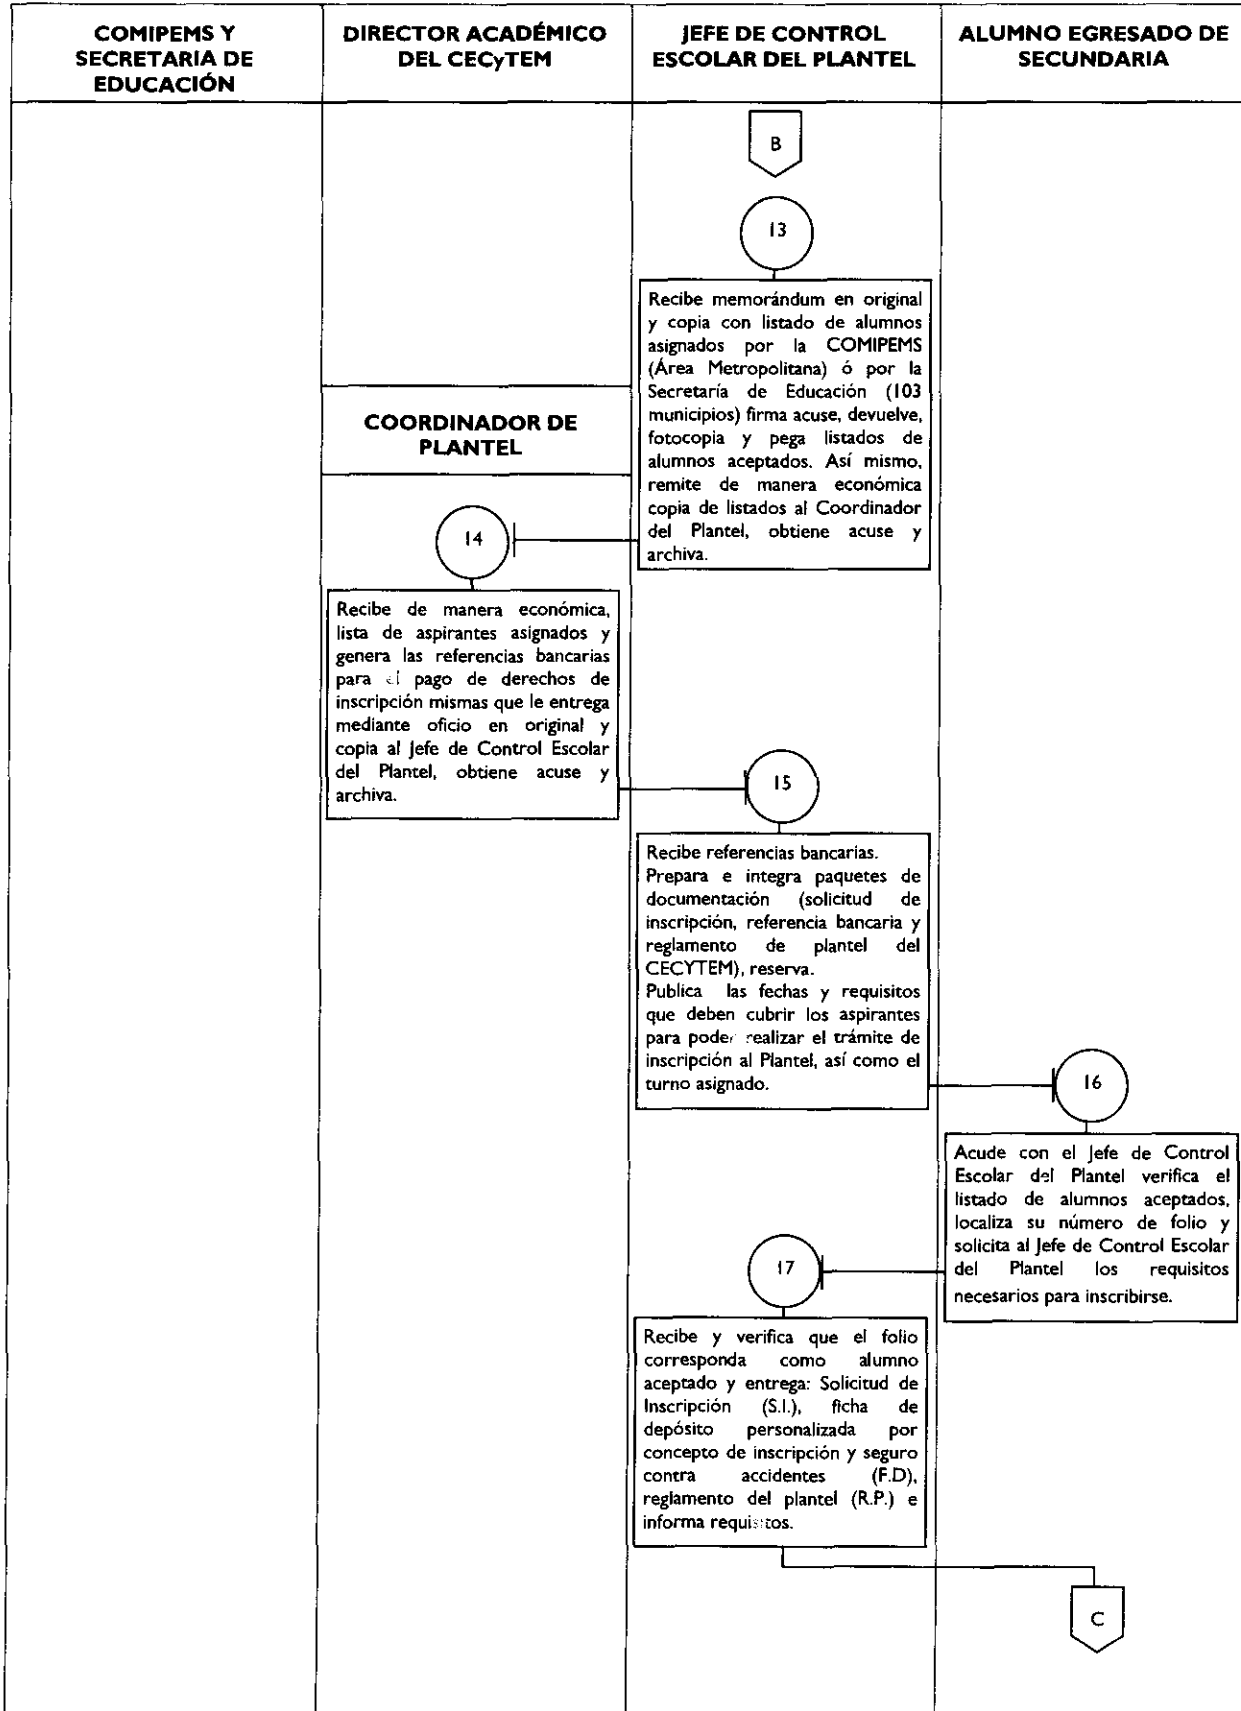 COMIPEMS Y
SECRETARIA DE
EDUCACIÓN
DIRECTOR ACADÉMICO
DEL CECyTEM
JEFE DE CONTROL
ESCOLAR DEL PLANTEL
ALUMNO EGRESADO DE
SECUNDARIA
B
13
Recibe memorándum en original
y copia con listado de alumnos
asignados por la COMIPEMS
(Área Metropolitana) ó por la
Secretaría de Educación (103
municipios) firma acuse, devuelve,
fotocopia y pega listados de
alumnos aceptados. Así mismo,
remite de manera económica
copia de listados al Coordinador
del Plantel, obtiene acuse y
archiva.
COORDINADOR DE
PLANTEL
14
Recibe de manera económica,
lista de aspirantes asignados y
genera las referencias bancarias
para el pago de derechos de
inscripción mismas que le entrega
mediante oficio en original y
copia al Jefe de Control Escolar
del Plantel, obtiene acuse y
archiva.
15
Recibe referencias bancarias.
Prepara e integra paquetes de
documentación (solicitud de
inscripción, referencia bancaria y
reglamento de plantel del
CECYTEM), reserva.
Publica las fechas y requisitos
que deben cubrir los aspirantes
para poder realizar el trámite de
inscripción al Plantel, así como el
turno asignado.
16
Acude con el Jefe de Control
Escolar del Plantel verifica el
listado de alumnos aceptados,
localiza su número de folio y
solicita al Jefe de Control Escolar
del Plantel los requisitos
necesarios para inscribirse.
17
Recibe y verifica que el folio
corresponda como alumno
aceptado y entrega: Solicitud de
Inscripción (S.I.), ficha de
depósito personalizada por
concepto de inscripción y seguro
contra accidentes (F.D),
reglamento del plantel (R.P.) e
informa requisitos.
C